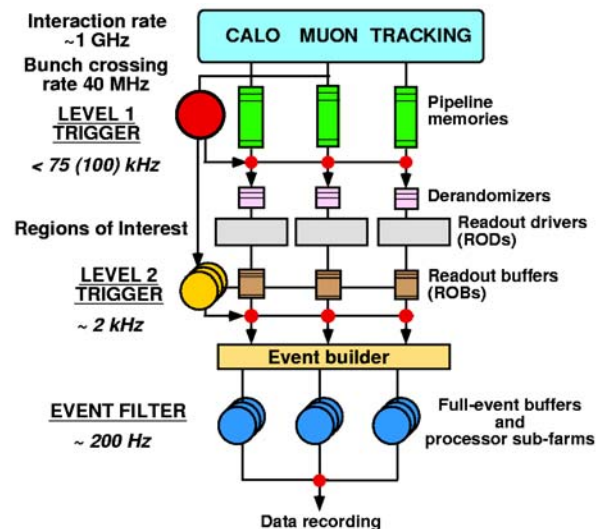 Interaction rate
~1 GHz
CALO MUON TRACKING
Bunch crossing
rate 40 MHz
LEVEL 1
TRIGGER
< 75 (100) kHz
Pipeline
memories
Derandomizers
Regions of Interest
Readout drivers
(RODs)
LEVEL 2
TRIGGER
~ 2 kHz
Readout buffers
(ROBs)
Event builder
EVENT FILTER
~ 200 Hz
Full-event buffers
and
processor sub-farms
Data recording